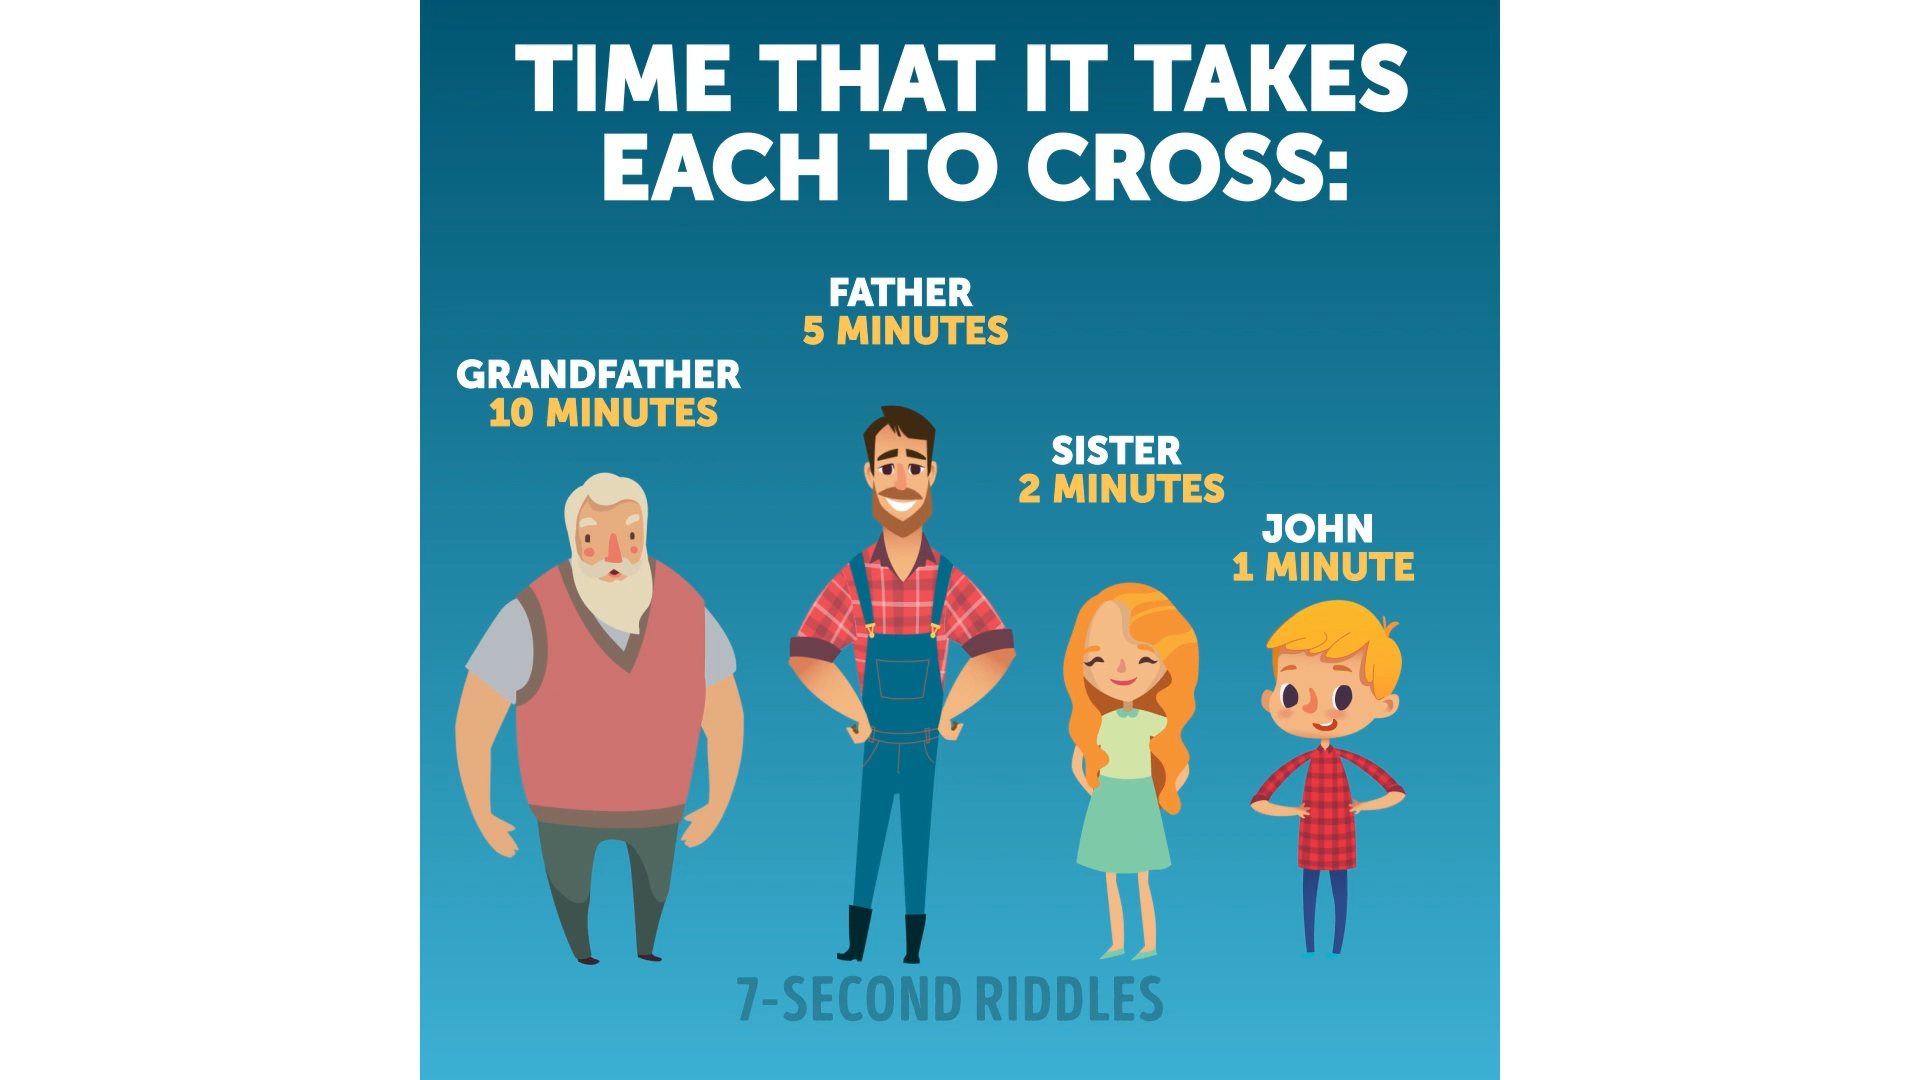 TIME THAT IT TAKES
EACH TO CROSS:
FATHER
5 MINUTES
GRANDFATHER
10 MINUTES
SISTER
2 MINUTES
JOHN
1 MINUTE
7-SECOND RIDDLES